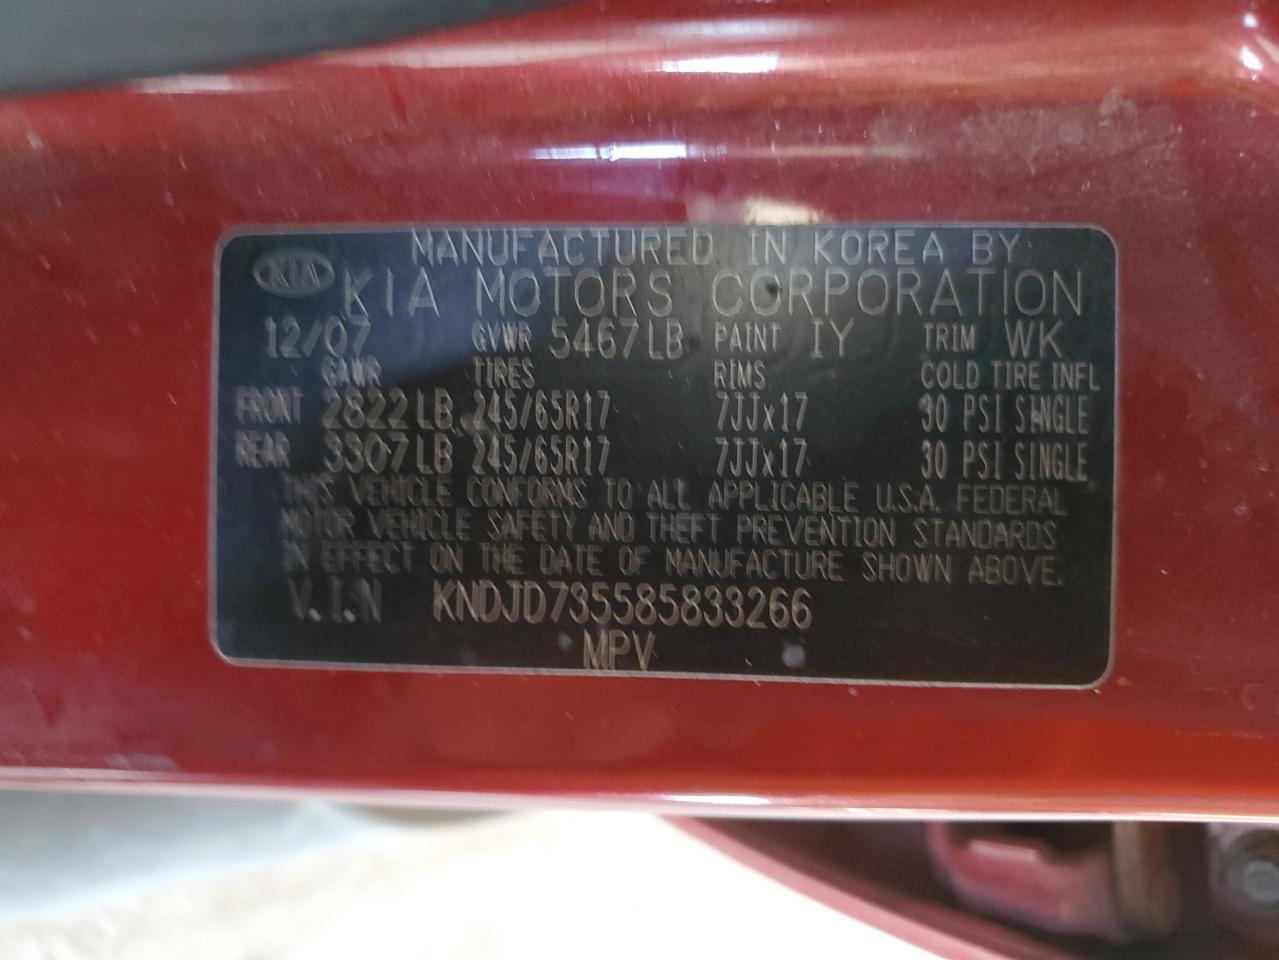 MANUFACTURED IN KOREA BY
KIA KIA MOTORS CORPORATION
12/07 GVWR 5467LB PAINT IY TRIM WK
GAWR TIRES RIMS COLD TIRE INFL
FRONT 2822LB 245/65R17 7JJx17 30 PSI SINGLE
REAR 3307LB 245/65R17 7JJx17 30 PSI SINGLE
THIS VEHICLE CONFORMS TO ALL APPLICABLE U.S.A. FEDERAL
MOTOR VEHICLE SAFETY AND THEFT PREVENTION STANDARDS
IN EFFECT ON THE DATE OF MANUFACTURE SHOWN ABOVE.
V.I.N KNDJD735585833266
MPV